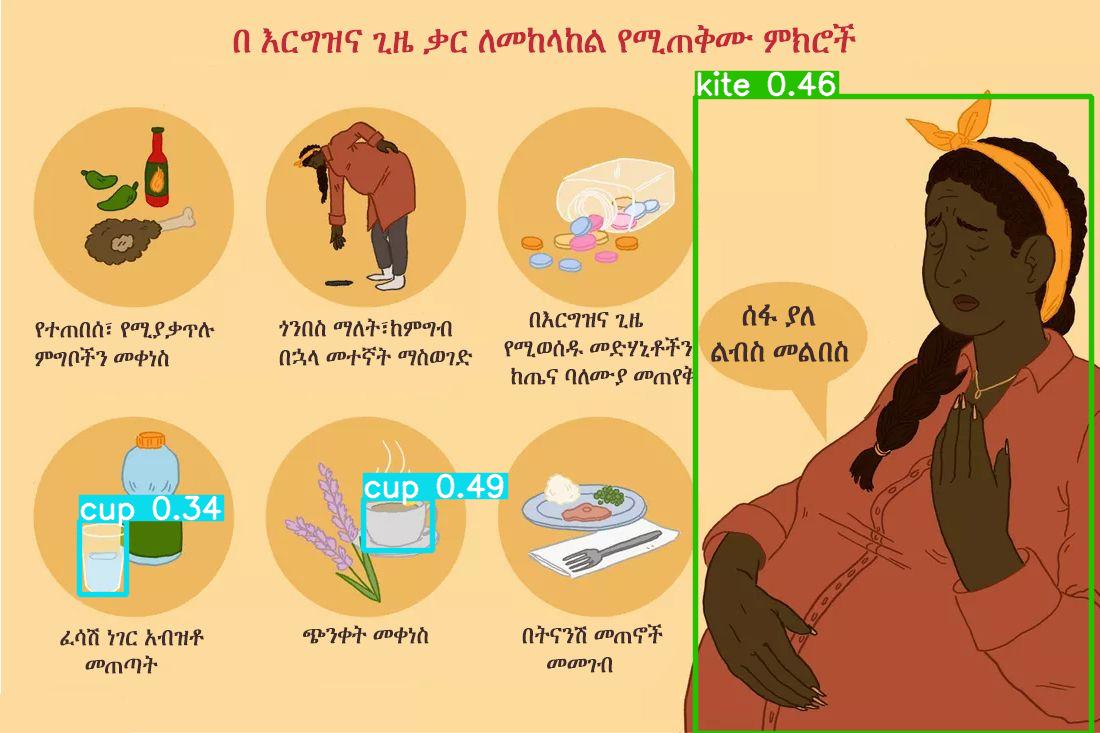 በ እርግዝና ጊዜ ቃር ለመከላከል የሚጠቅሙ ምክሮች
kite 0.46
የተጠበሰ፣ የሚያቃጥሉ
ምግቦችን መቀነስ
ጎንበስ ማለት፣ከምግብ
በኋላ መተኛት ማስወገድ
በእርግዝና ጊዜ
የሚወሰዱ መድሃኒቶችን
ከጤና ባለሙያ መጠየቅ
ሰፋ ያለ
ልብስ መልበስ
cup 0.34
cup 0.49
ፈሳሽ ነገር አብዝቶ
መጠጣት
ጭንቀት መቀነስ
በትናንሽ መጠኖች
መመገብ